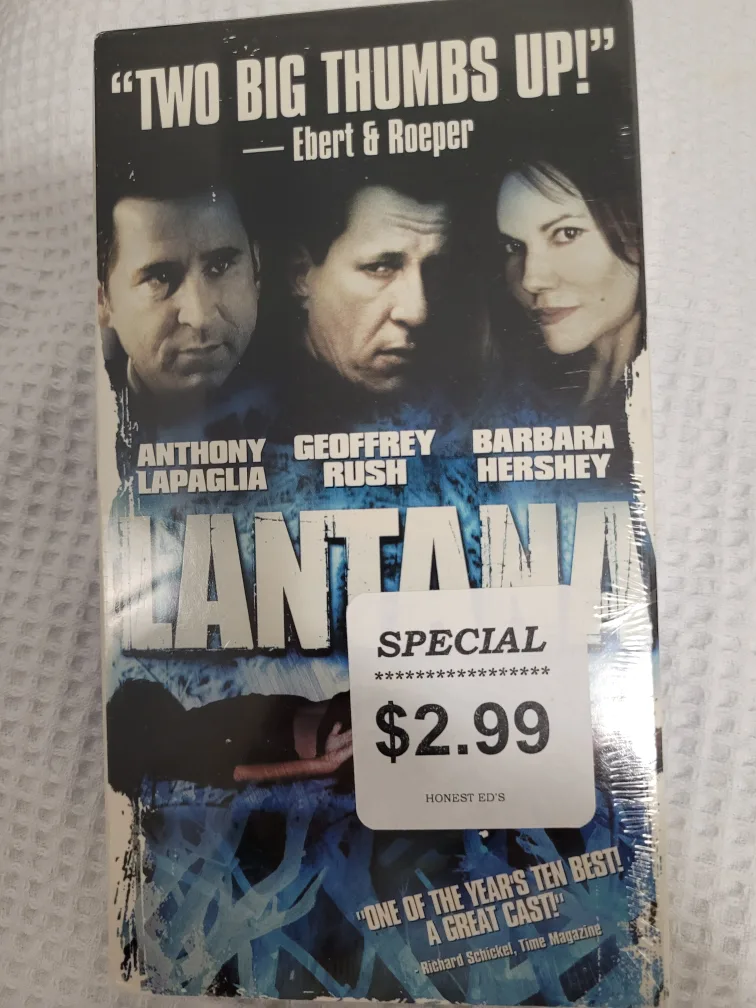 “TWO BIG THUMBS UP!”
— Ebert & Roeper
ANTHONY LAPAGLIA
GEOFFREY RUSH
BARBARA HERSHEY
LANTANA
SPECIAL
*****************
$2.99
HONEST ED'S
"ONE OF THE YEAR'S TEN BEST!
A GREAT CAST!"
- Richard Schickel, Time Magazine